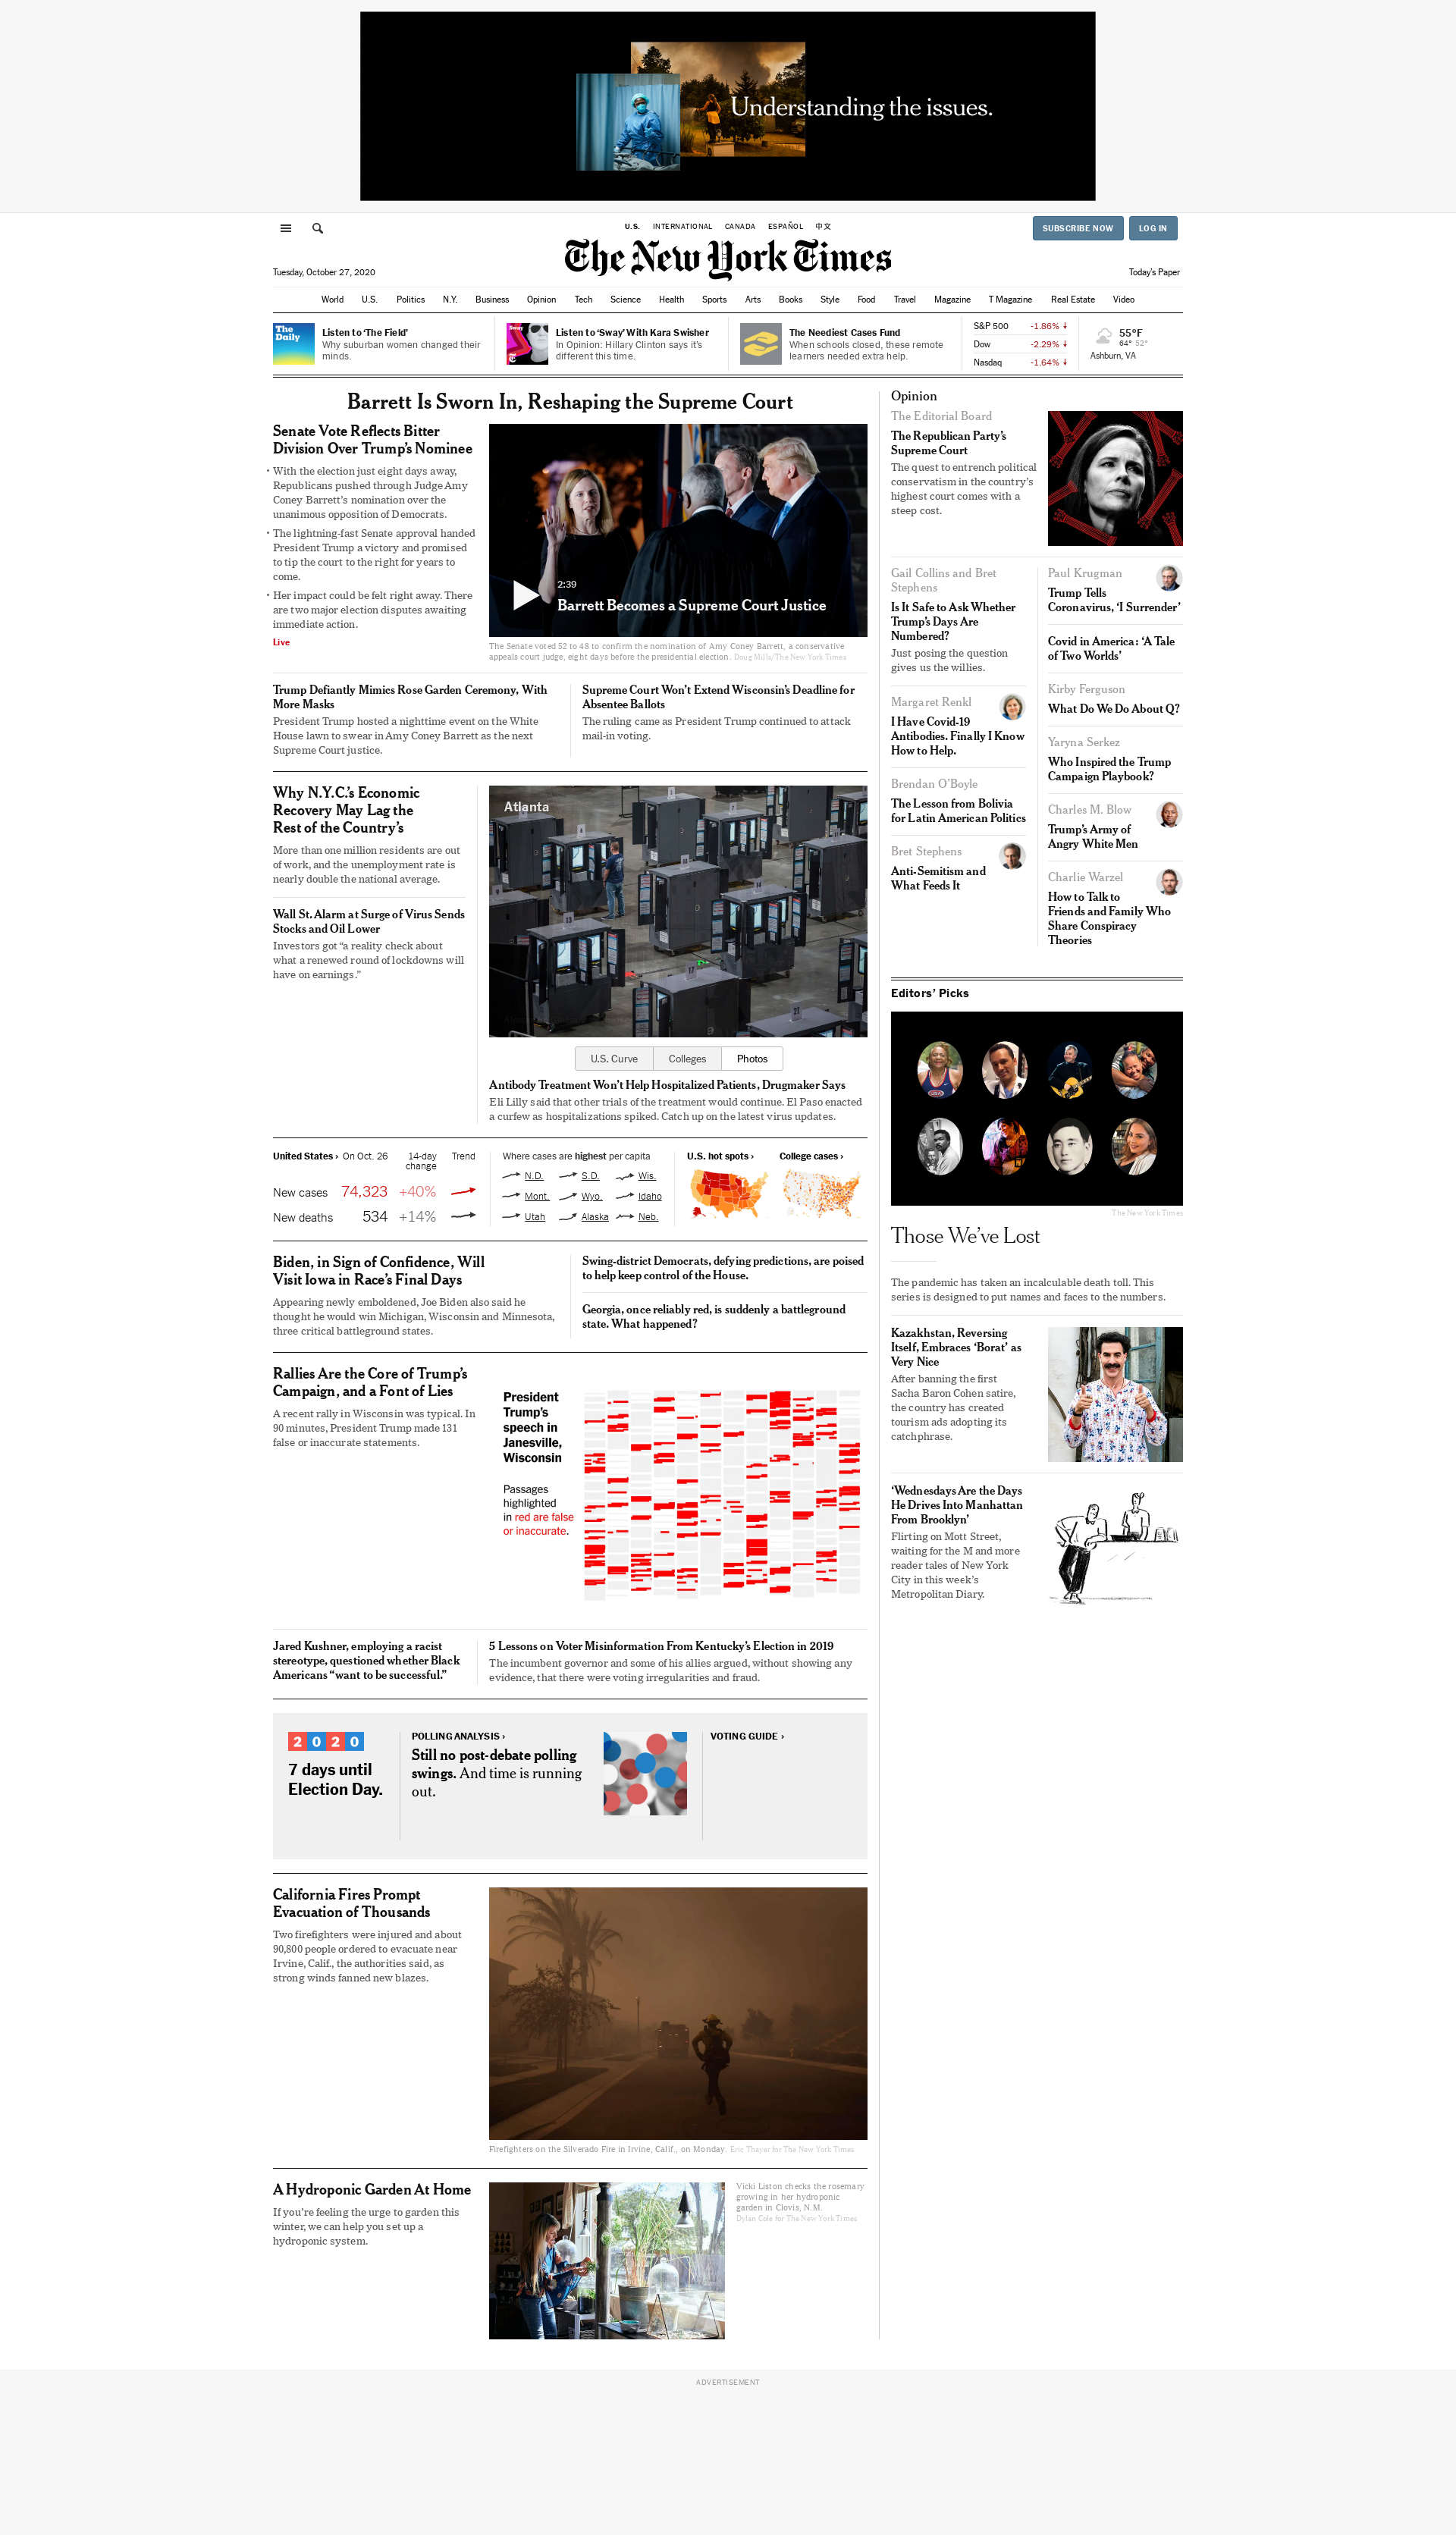 Understanding the issues.
U.S. INTERNATIONAL CANADA ESPAÑOL 中文
SUBSCRIBE NOW LOG IN
The New York Times
Tuesday, October 27, 2020
Today's Paper
World U.S. Politics N.Y. Business Opinion Tech Science Health Sports Arts Books Style Food Travel Magazine T Magazine Real Estate Video
The
Daily
Listen to ‘The Field’
Why suburban women changed their
minds.
Sway
Listen to ‘Sway’ With Kara Swisher
In Opinion: Hillary Clinton says it’s
different this time.
The Neediest Cases Fund
When schools closed, these remote
learners needed extra help.
S&P 500 -1.86% ↓
Dow -2.29% ↓
Nasdaq -1.64% ↓
55°F
64° 52°
Ashburn, VA
Barrett Is Sworn In, Reshaping the Supreme Court
Senate Vote Reflects Bitter
Division Over Trump’s Nominee
• With the election just eight days away,
Republicans pushed through Judge Amy
Coney Barrett’s nomination over the
unanimous opposition of Democrats.
• The lightning-fast Senate approval handed
President Trump a victory and promised
to tip the court to the right for years to
come.
• Her impact could be felt right away. There
are two major election disputes awaiting
immediate action.
Live
2:39
Barrett Becomes a Supreme Court Justice
The Senate voted 52 to 48 to confirm the nomination of Amy Coney Barrett, a conservative
appeals court judge, eight days before the presidential election. Doug Mills/The New York Times
Trump Defiantly Mimics Rose Garden Ceremony, With
More Masks
President Trump hosted a nighttime event on the White
House lawn to swear in Amy Coney Barrett as the next
Supreme Court justice.
Supreme Court Won’t Extend Wisconsin’s Deadline for
Absentee Ballots
The ruling came as President Trump continued to attack
mail-in voting.
Why N.Y.C.’s Economic
Recovery May Lag the
Rest of the Country’s
More than one million residents are out
of work, and the unemployment rate is
nearly double the national average.
Wall St. Alarm at Surge of Virus Sends
Stocks and Oil Lower
Investors got “a reality check about
what a renewed round of lockdowns will
have on earnings.”
Atlanta
13
17
U.S. Curve Colleges Photos
Antibody Treatment Won’t Help Hospitalized Patients, Drugmaker Says
Eli Lilly said that other trials of the treatment would continue. El Paso enacted
a curfew as hospitalizations spiked. Catch up on the latest virus updates.
United States › On Oct. 26 14-day
change Trend
New cases 74,323 +40%
New deaths 534 +14%
Where cases are highest per capita
N.D. S.D. Wis.
Mont. Wyo. Idaho
Utah Alaska Neb.
U.S. hot spots › College cases ›
Biden, in Sign of Confidence, Will
Visit Iowa in Race’s Final Days
Appearing newly emboldened, Joe Biden also said he
thought he would win Michigan, Wisconsin and Minnesota,
three critical battleground states.
Swing-district Democrats, defying predictions, are poised
to help keep control of the House.
Georgia, once reliably red, is suddenly a battleground
state. What happened?
Rallies Are the Core of Trump’s
Campaign, and a Font of Lies
A recent rally in Wisconsin was typical. In
90 minutes, President Trump made 131
false or inaccurate statements.
President
Trump’s
speech in
Janesville,
Wisconsin
Passages
highlighted
in red are false
or inaccurate.
Jared Kushner, employing a racist
stereotype, questioned whether Black
Americans “want to be successful.”
5 Lessons on Voter Misinformation From Kentucky’s Election in 2019
The incumbent governor and some of his allies argued, without showing any
evidence, that there were voting irregularities and fraud.
2020
7 days until
Election Day.
POLLING ANALYSIS ›
Still no post-debate polling
swings. And time is running
out.
VOTING GUIDE ›
California Fires Prompt
Evacuation of Thousands
Two firefighters were injured and about
90,800 people ordered to evacuate near
Irvine, Calif., the authorities said, as
strong winds fanned new blazes.
Firefighters on the Silverado Fire in Irvine, Calif., on Monday. Eric Thayer for The New York Times
A Hydroponic Garden At Home
If you’re feeling the urge to garden this
winter, we can help you set up a
hydroponic system.
Vicki Liston checks the rosemary
growing in her hydroponic
garden in Clovis, N.M.
Dylan Cole for The New York Times
Opinion
The Editorial Board
The Republican Party’s
Supreme Court
The quest to entrench political
conservatism in the country’s
highest court comes with a
steep cost.
Gail Collins and Bret
Stephens
Is It Safe to Ask Whether
Trump’s Days Are
Numbered?
Just posing the question
gives us the willies.
Margaret Renkl
I Have Covid-19
Antibodies. Finally I Know
How to Help.
Brendan O’Boyle
The Lesson from Bolivia
for Latin American Politics
Bret Stephens
Anti-Semitism and
What Feeds It
Paul Krugman
Trump Tells
Coronavirus, ‘I Surrender’
Covid in America: ‘A Tale
of Two Worlds’
Kirby Ferguson
What Do We Do About Q?
Yaryna Serkez
Who Inspired the Trump
Campaign Playbook?
Charles M. Blow
Trump’s Army of
Angry White Men
Charlie Warzel
How to Talk to
Friends and Family Who
Share Conspiracy
Theories
Editors’ Picks
The New York Times
Those We’ve Lost
The pandemic has taken an incalculable death toll. This
series is designed to put names and faces to the numbers.
Kazakhstan, Reversing
Itself, Embraces ‘Borat’ as
Very Nice
After banning the first
Sacha Baron Cohen satire,
the country has created
tourism ads adopting its
catchphrase.
‘Wednesdays Are the Days
He Drives Into Manhattan
From Brooklyn’
Flirting on Mott Street,
waiting for the M and more
reader tales of New York
City in this week’s
Metropolitan Diary.
ADVERTISEMENT